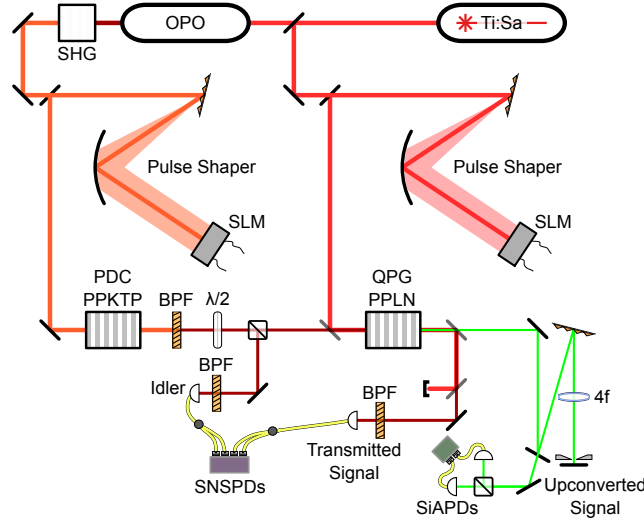 OPO
Ti:Sa
SHG
Pulse Shaper
Pulse Shaper
SLM
SLM
PDC
PPKTP
BPF
λ/2
QPG
PPLN
BPF
Idler
BPF
4f
Transmitted
Signal
SNSPDs
SiAPDs
Upconverted
Signal